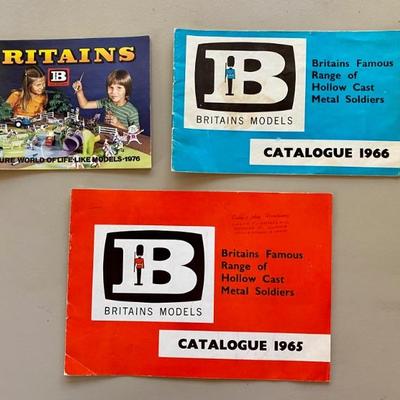 RITAINS
B
URE WORLD OF LIFE-LIKE MODELS-1976
B
BRITAINS MODELS
Britains Famous
Range of
Hollow Cast
Metal Soldiers
CATALOGUE 1966
B
BRITAINS MODELS
Britains Famous
Range of
Hollow Cast
Metal Soldiers
CATALOGUE 1965